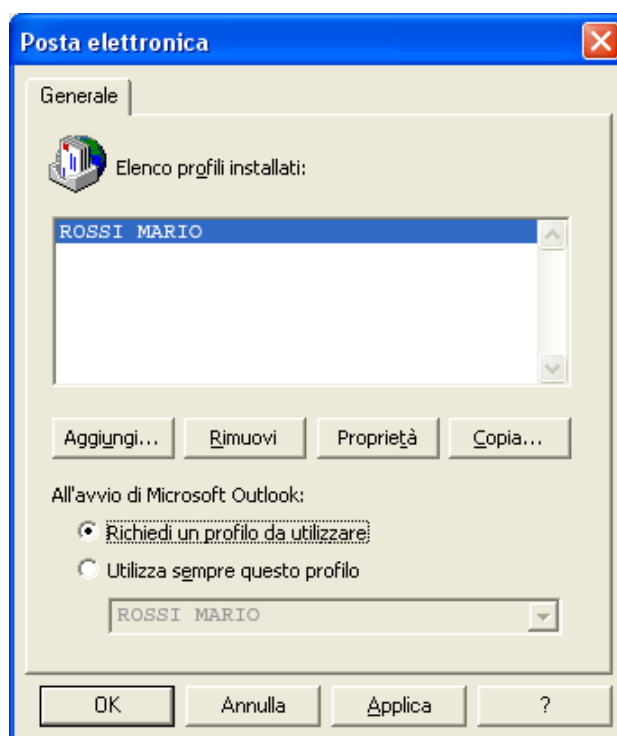 Posta elettronica
Generale
Elenco profili installati:
ROSSI MARIO
Aggiungi... Rimuovi Proprietà Copia...
All'avvio di Microsoft Outlook:
Richiedi un profilo da utilizzare
Utilizza sempre questo profilo
ROSSI MARIO
OK Annulla Applica ?